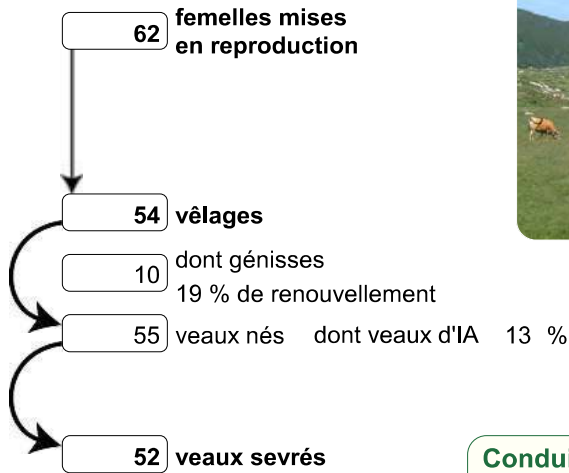 62 femelles mises
en reproduction
54 vêlages
10 dont génisses
19 % de renouvellement
55 veaux nés dont veaux d'IA 13 %
52 veaux sevrés